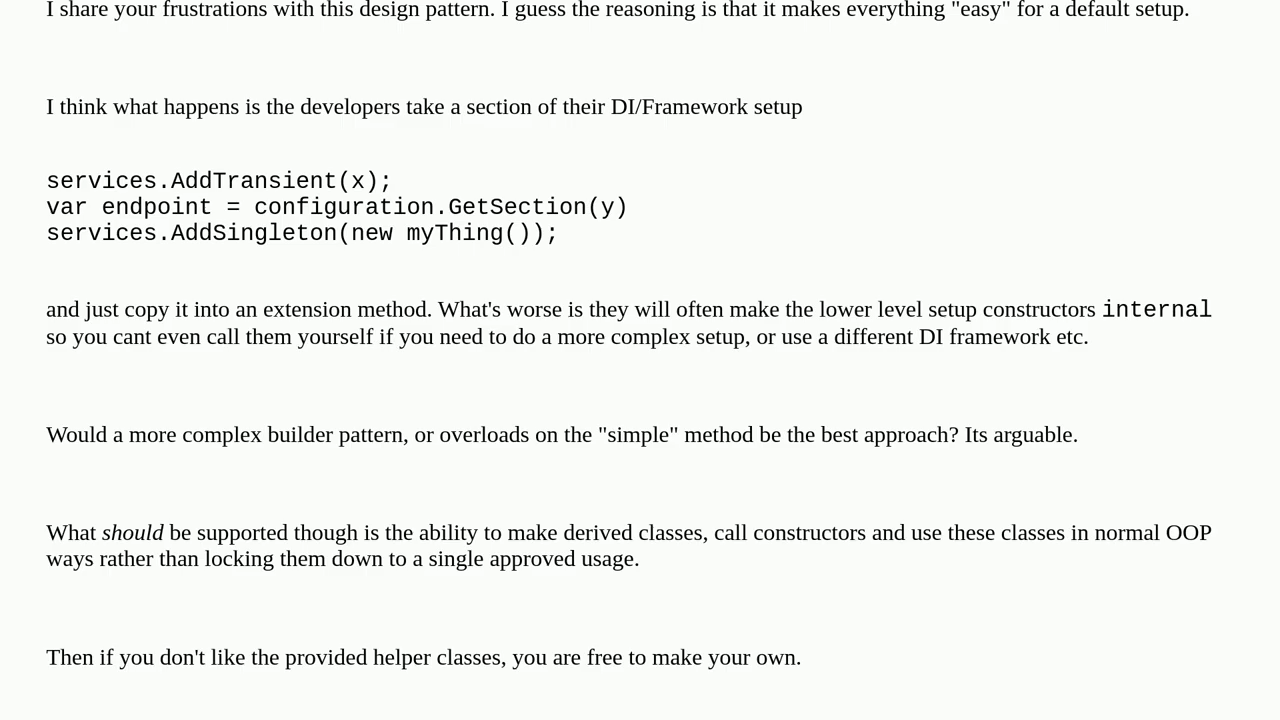 I share your frustrations with this design pattern. I guess the reasoning is that it makes everything "easy" for a default setup.
I think what happens is the developers take a section of their DI/Framework setup
services.AddTransient(x);
var endpoint = configuration.GetSection(y)
services.AddSingleton(new myThing());
and just copy it into an extension method. What's worse is they will often make the lower level setup constructors internal
so you cant even call them yourself if you need to do a more complex setup, or use a different DI framework etc.
Would a more complex builder pattern, or overloads on the "simple" method be the best approach? Its arguable.
What should be supported though is the ability to make derived classes, call constructors and use these classes in normal OOP
ways rather than locking them down to a single approved usage.
Then if you don't like the provided helper classes, you are free to make your own.